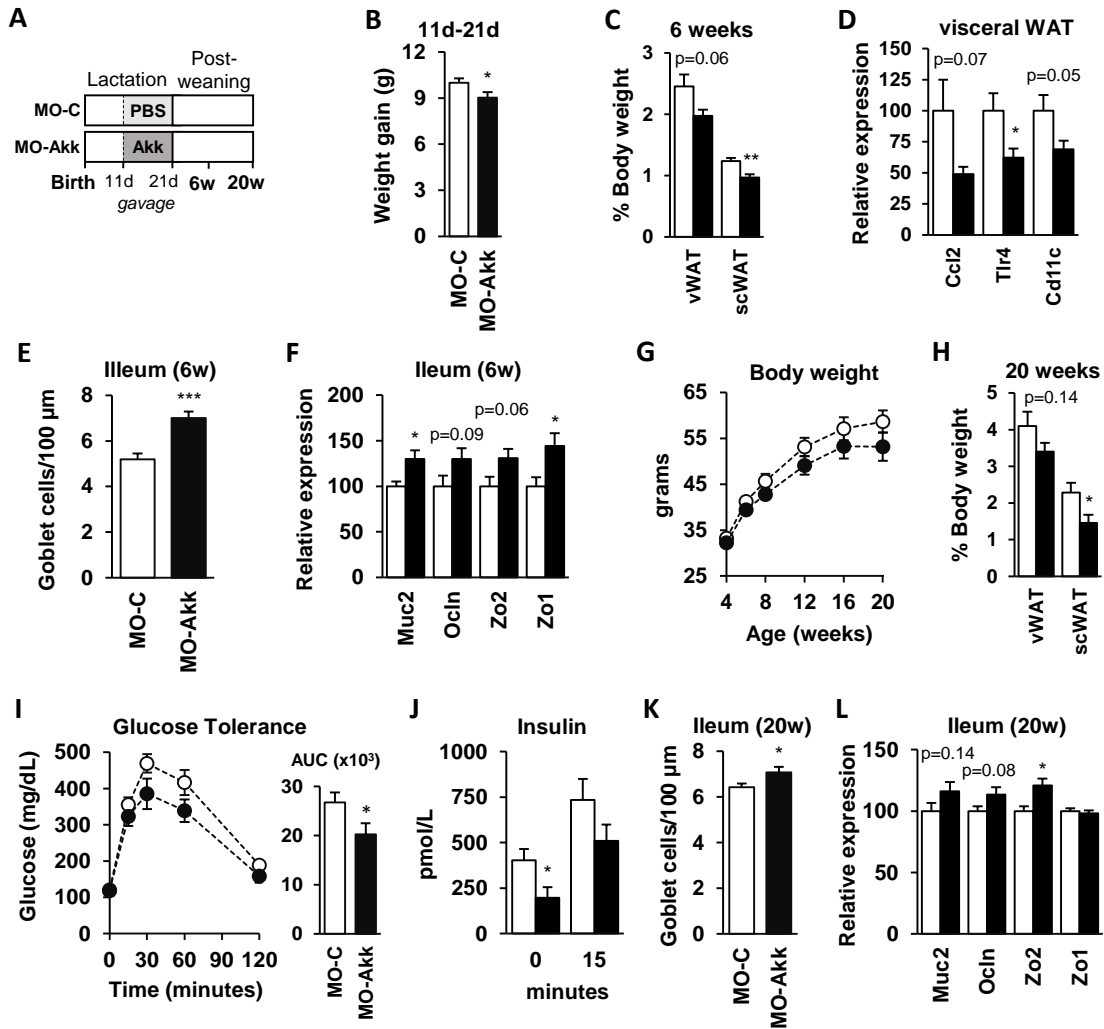 A
Lactation
Post-
weaning
MO-C
PBS
MO-Akk
Akk
Birth
11d
21d
6w
20w
gavage
B
11d-21d
Weight gain (g)
12
9
6
3
0
*
MO-C
MO-Akk
C
6 weeks
% Body weight
3
2
1
0
p=0.06
**
vWAT
scWAT
D
visceral WAT
Relative expression
150
125
100
75
50
25
0
p=0.07
*
p=0.05
Ccl2
Tlr4
Cd11c
E
Illeum (6w)
Goblet cells/100 µm
8
6
4
2
0
***
MO-C
MO-Akk
F
Ileum (6w)
Relative expression
200
150
100
50
0
*
p=0.09
p=0.06
*
Muc2
Ocln
Zo2
Zo1
G
Body weight
grams
65
55
45
35
25
4 8 12 16 20
Age (weeks)
H
20 weeks
% Body weight
5
4
3
2
1
0
p=0.14
*
vWAT
scWAT
I
Glucose Tolerance
Glucose (mg/dL)
500
400
300
200
100
0
0 30 60 90 120
Time (minutes)
AUC (x10³)
30
20
10
0
*
MO-C
MO-Akk
J
Insulin
pmol/L
1000
750
500
250
0
*
0 15
minutes
K
Ileum (20w)
Goblet cells/100 µm
8
6
4
2
0
*
MO-C
MO-Akk
L
Ileum (20w)
Relative expression
150
100
50
0
p=0.14
p=0.08
*
Muc2
Ocln
Zo2
Zo1